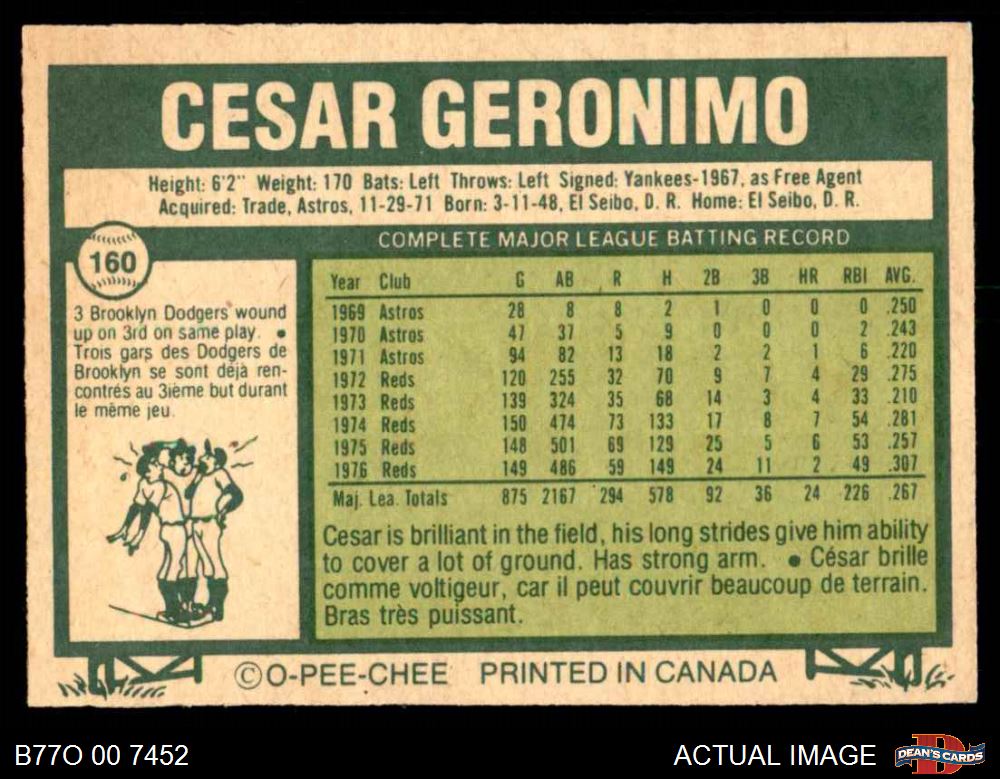 CESAR GERONIMO
Height: 6'2" Weight: 170 Bats: Left Throws: Left Signed: Yankees-1967, as Free Agent
Acquired: Trade, Astros, 11-29-71 Born: 3-11-48, El Seibo, D. R. Home: El Seibo, D. R.
COMPLETE MAJOR LEAGUE BATTING RECORD
160
3 Brooklyn Dodgers wound
up on 3rd on same play. •
Trois gars des Dodgers de
Brooklyn se sont déjà ren-
contrés au 3ième but durant
le même jeu.
Year Club G AB R H 2B 3B HR RBI AVG.
1969 Astros 28 8 8 2 1 0 0 0 .250
1970 Astros 47 37 5 9 0 0 0 2 .243
1971 Astros 94 82 13 18 2 2 1 6 .220
1972 Reds 120 255 32 70 9 7 4 29 .275
1973 Reds 139 324 35 68 14 3 4 33 .210
1974 Reds 150 474 73 133 17 8 7 54 .281
1975 Reds 148 501 69 129 25 5 6 53 .257
1976 Reds 149 486 59 149 24 11 2 49 .307
Maj. Lea. Totals 875 2167 294 578 92 36 24 226 .267
Cesar is brilliant in the field, his long strides give him ability
to cover a lot of ground. Has strong arm. • César brille
comme voltigeur, car il peut couvrir beaucoup de terrain.
Bras très puissant.
©O-PEE-CHEE PRINTED IN CANADA
B77O 00 7452
ACTUAL IMAGE
DEAN'S CARDS